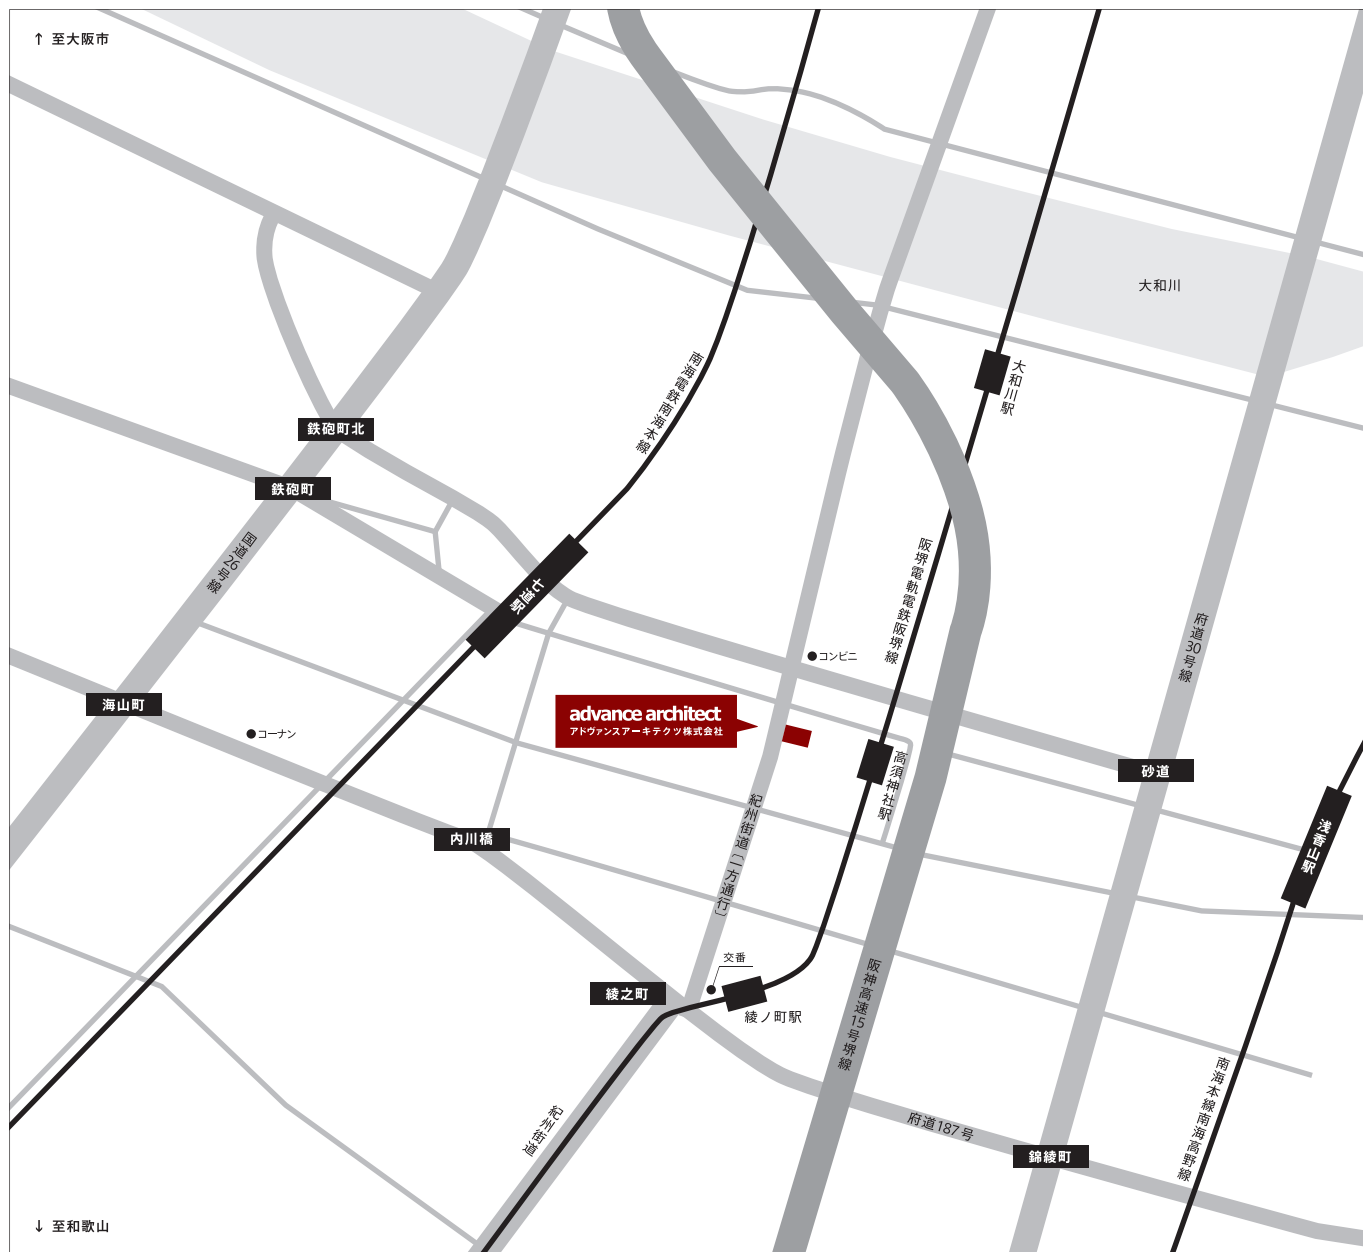 ↑ 至大阪市
大和川
南海電鉄南海本線
大和川駅
鉄砲町北
鉄砲町
国道26号線
七道駅
阪堺電軌電鉄阪堺線
府道30号線
コンビニ
海山町
コーナン
advance architect
アドヴァンスアーキテクツ株式会社
高須神社駅
砂道
紀州街道〔一方通行〕
浅香山駅
内川橋
交番
綾之町
綾ノ町駅
阪神高速15号堺線
南海本線南海高野線
紀州街道
府道187号
錦綾町
↓ 至和歌山